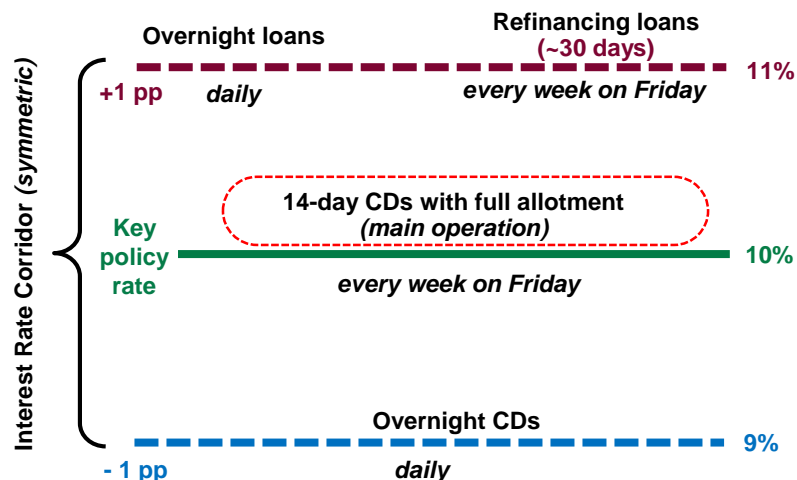 Interest Rate Corridor (symmetric)
Overnight loans
Refinancing loans
(~30 days)
11%
+1 pp
daily
every week on Friday
14-day CDs with full allotment
(main operation)
Key
policy
rate
10%
every week on Friday
Overnight CDs
9%
- 1 pp
daily